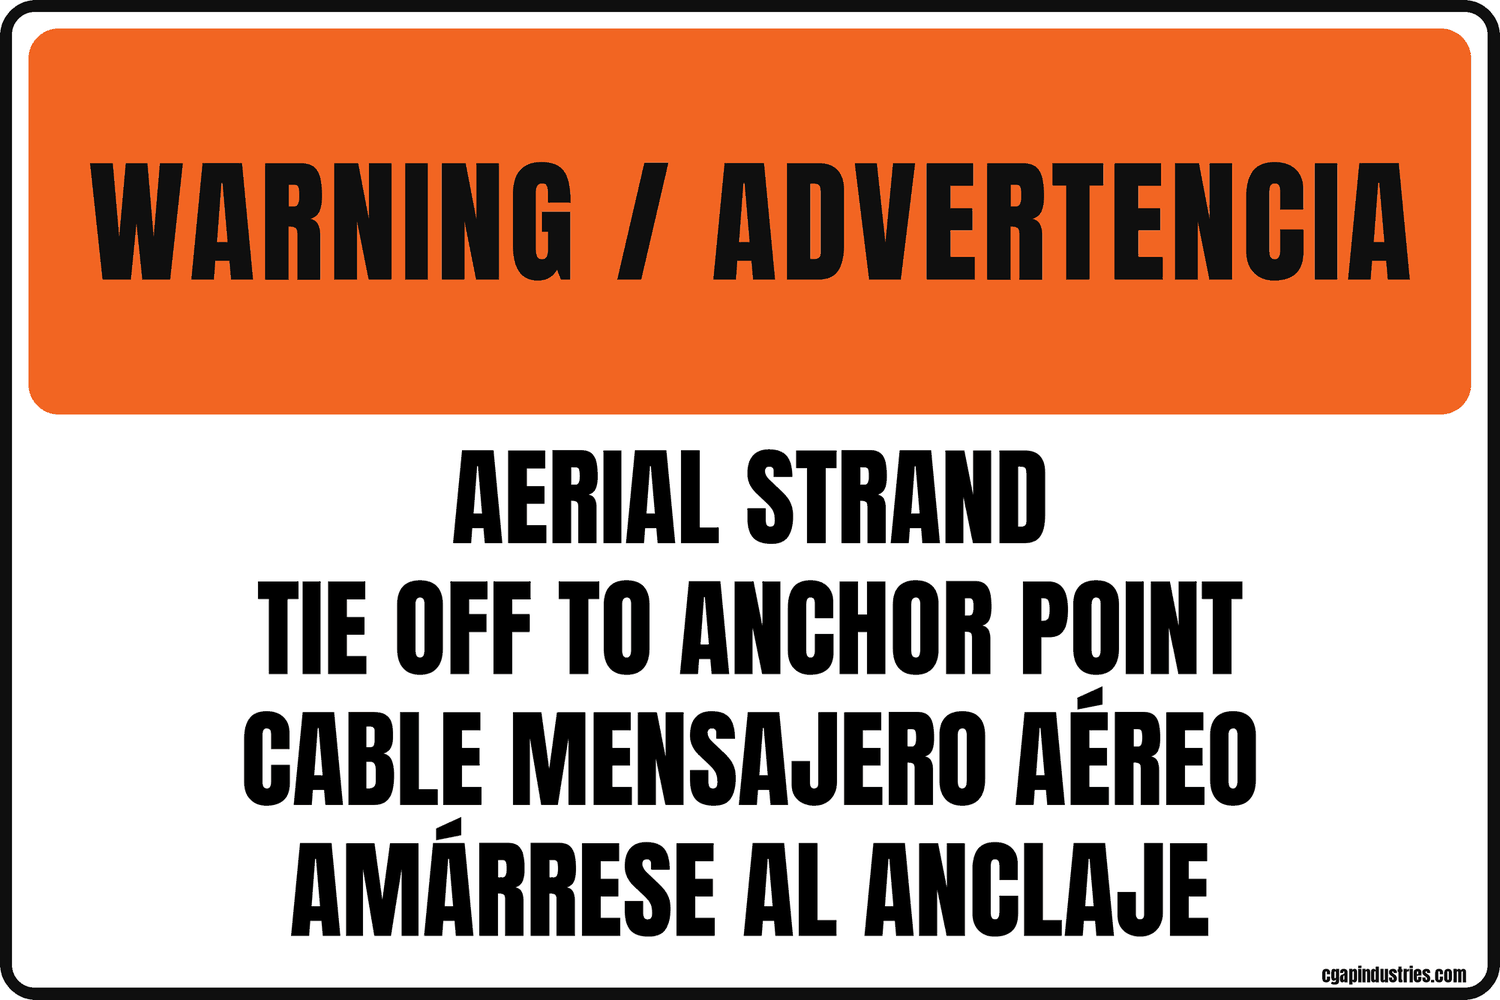 WARNING / ADVERTENCIA
AERIAL STRAND
TIE OFF TO ANCHOR POINT
CABLE MENSAJERO AÉREO
AMÁRRESE AL ANCLAJE
cgapindustries.com